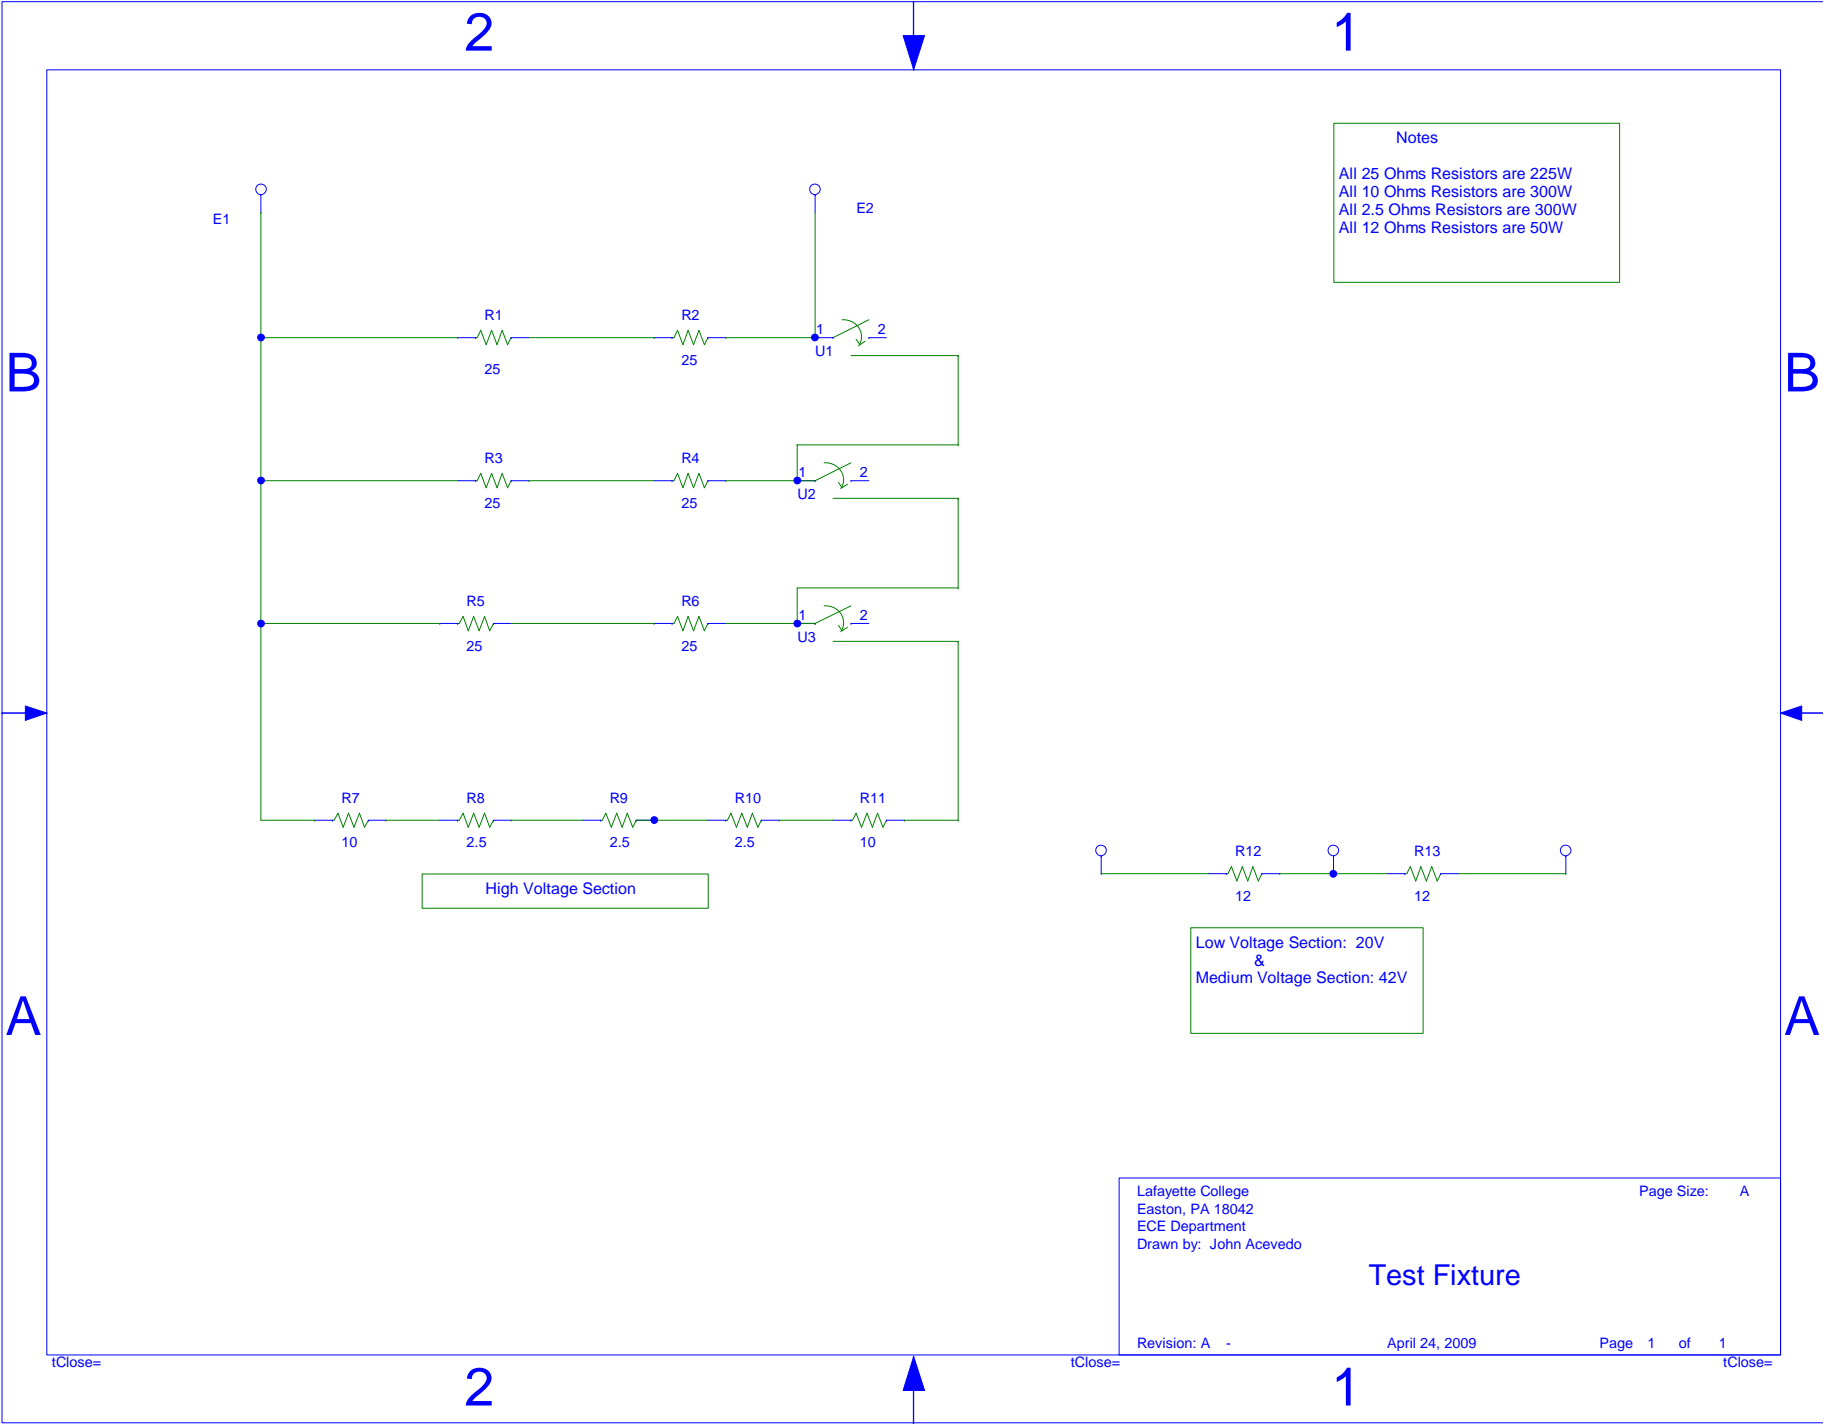 2 1
Notes
All 25 Ohms Resistors are 225W
All 10 Ohms Resistors are 300W
All 2.5 Ohms Resistors are 300W
All 12 Ohms Resistors are 50W
E1 E2
R1 R2
1 2
U1
25 25
B B
R3 R4
1 2
U2
25 25
R5 R6
1 2
U3
25 25
R7 R8 R9 R10 R11
10 2.5 2.5 2.5 10
High Voltage Section
R12 R13
12 12
Low Voltage Section: 20V
&
Medium Voltage Section: 42V
A A
Lafayette College Page Size: A
Easton, PA 18042
ECE Department
Drawn by: John Acevedo
Test Fixture
Revision: A - April 24, 2009 Page 1 of 1
tClose= tClose= tClose=
2 1